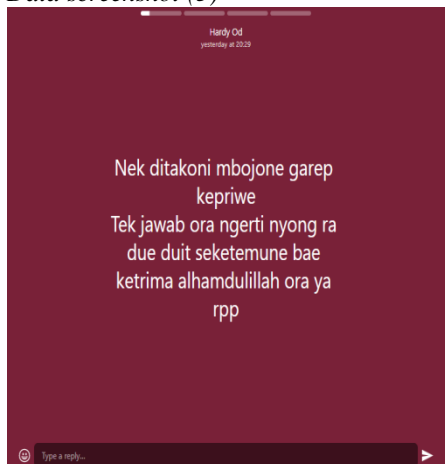 Data screenshot (5)
Hardy Od
yesterday at 20:29
Nek ditakoni mbojone garep
kepriwe
Tek jawab ora ngerti nyong ra
due duit seketemune bae
ketrima alhamdulillah ora ya
rpp
Type a reply...